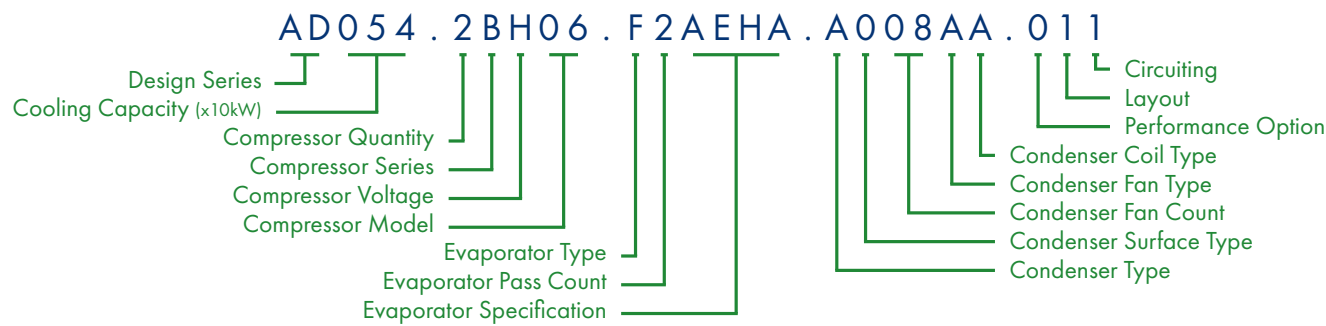 AD054.2BH06.F2AEHA.A008AA.011
Design Series
Cooling Capacity (x10kW)
Compressor Quantity
Compressor Series
Compressor Voltage
Compressor Model
Evaporator Type
Evaporator Pass Count
Evaporator Specification
Circuiting
Layout
Performance Option
Condenser Coil Type
Condenser Fan Type
Condenser Fan Count
Condenser Surface Type
Condenser Type